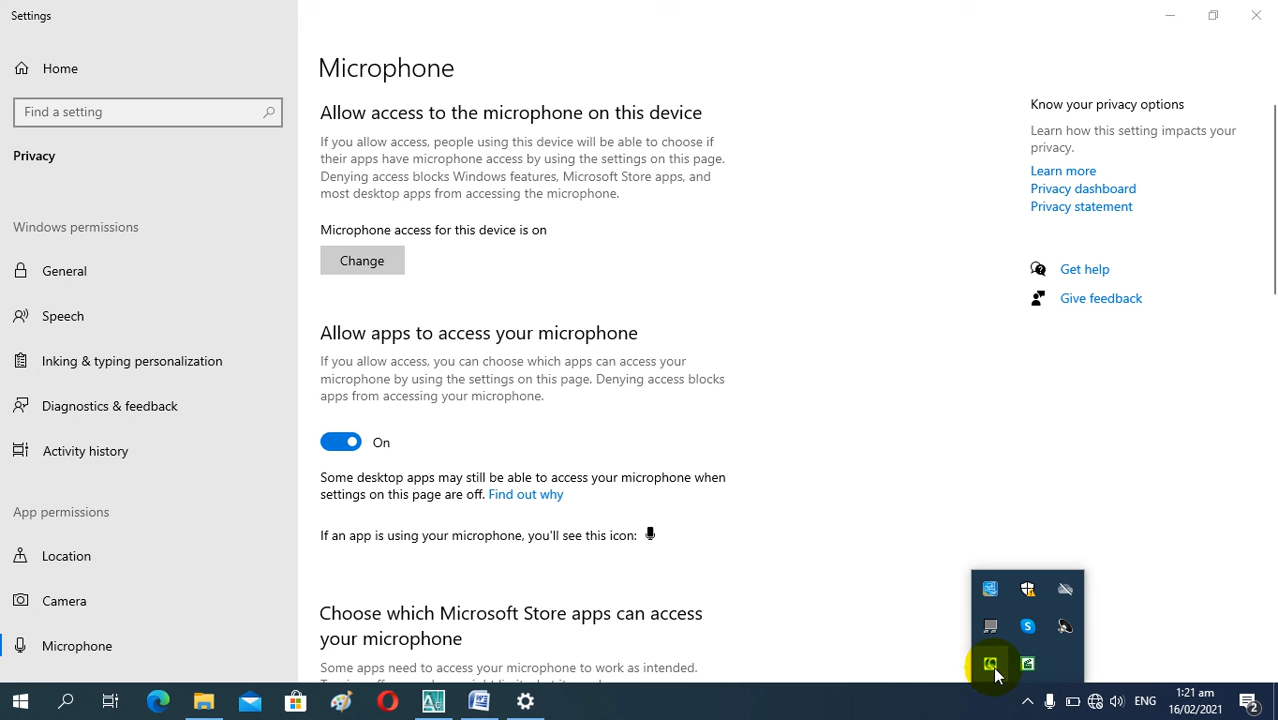 Settings
Home
Find a setting
Privacy
Windows permissions
General
Speech
Inking & typing personalization
Diagnostics & feedback
Activity history
App permissions
Location
Camera
Microphone
Microphone
Allow access to the microphone on this device
If you allow access, people using this device will be able to choose if
their apps have microphone access by using the settings on this page.
Denying access blocks Windows features, Microsoft Store apps, and
most desktop apps from accessing the microphone.
Microphone access for this device is on
Change
Allow apps to access your microphone
If you allow access, you can choose which apps can access your
microphone by using the settings on this page. Denying access blocks
apps from accessing your microphone.
On
Some desktop apps may still be able to access your microphone when
settings on this page are off. Find out why
If an app is using your microphone, you'll see this icon:
Choose which Microsoft Store apps can access
your microphone
Some apps need to access your microphone to work as intended.
Know your privacy options
Learn how this setting impacts your
privacy.
Learn more
Privacy dashboard
Privacy statement
Get help
Give feedback
ENG
1:21 am
16/02/2021
2